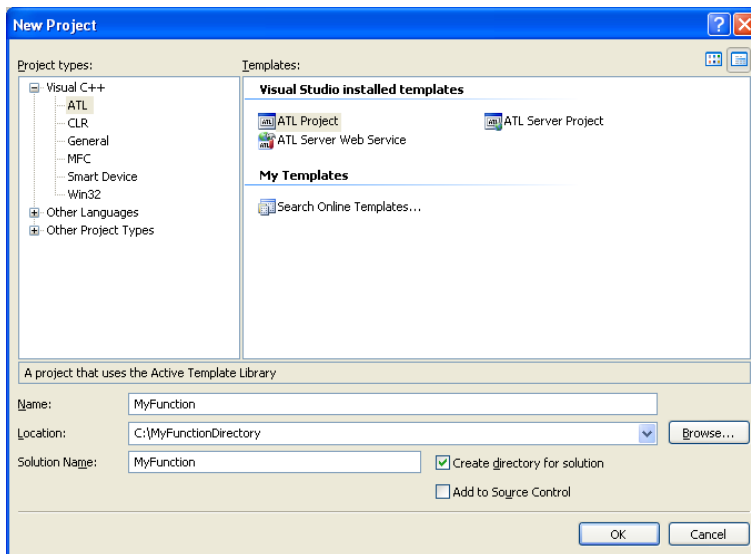 New Project
Project types:
Templates:
Visual C++
ATL
CLR
General
MFC
Smart Device
Win32
Other Languages
Other Project Types
Visual Studio installed templates
ATL Project
ATL Server Project
ATL Server Web Service
My Templates
Search Online Templates...
A project that uses the Active Template Library
Name:
MyFunction
Location:
C:\MyFunctionDirectory
Browse...
Solution Name:
MyFunction
Create directory for solution
Add to Source Control
OK
Cancel